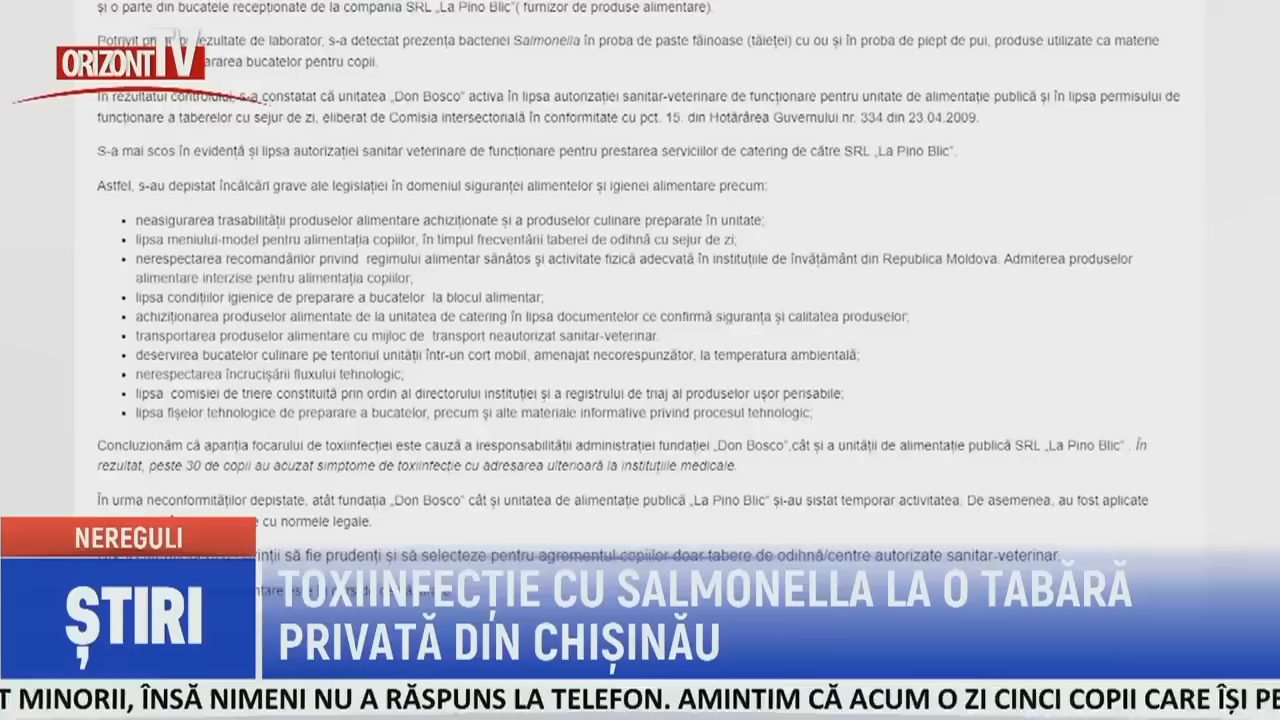 și o parte din bucatele recepționate de la compania SRL „La Pino Blic"( furnizor de produse alimentare).
Potrivit rezultate de laborator, s-a detectat prezența bacteriei Salmonella în proba de paste făinoase (tăieței) cu ou și în proba de piept de pui, produse utilizate ca materie
ORIZONT TV
ararea bucatelor pentru copii.
În rezultatul controlului, s-a constatat că unitatea „Don Bosco" activa în lipsa autorizației sanitar-veterinare de funcționare pentru unitate de alimentație publică și în lipsa permisului de
funcționare a taberelor cu sejur de zi, eliberat de Comisia intersectorială în conformitate cu pct. 15. din Hotărârea Guvernului nr. 334 din 23.04.2009.
S-a mai scos în evidență și lipsa autorizației sanitar veterinare de funcționare pentru prestarea serviciilor de catering de către SRL „La Pino Blic".
Astfel, s-au depistat încălcări grave ale legislației în domeniul siguranței alimentelor și igienei alimentare precum:
• neasigurarea trasabilității produselor alimentare achiziționate și a produselor culinare preparate în unitate;
• lipsa meniului-model pentru alimentația copiilor, în timpul frecventării taberei de odihnă cu sejur de zi;
• nerespectarea recomandărilor privind regimului alimentar sănătos şi activitate fizică adecvată în instituțiile de învățământ din Republica Moldova. Admiterea produselor
alimentare interzise pentru alimentația copiilor;
• lipsa condițiilor igienice de preparare a bucatelor la blocul alimentar;
• achiziționarea produselor alimentate de la unitatea de catering în lipsa documentelor ce confirmă siguranța și calitatea produselor;
• transportarea produselor alimentare cu mijloc de transport neautorizat sanitar-veterinar.
• deservirea bucatelor culinare pe teritoriul unității într-un cort mobil, amenajat necorespunzător, la temperatura ambientală;
• nerespectarea încrucișării fluxului tehnologic;
• lipsa comisiei de triere constituită prin ordin al directorului instituției si a registrului de triaj al produselor ușor perisabile;
• lipsa fișelor tehnologice de preparare a bucatelor, precum şi alte materiale informative privind procesul tehnologic;
Concluzionăm că apariția focarului de toxiinfecției este cauză a iresponsabilității administrației fundației „Don Bosco",cât și a unității de alimentație publică SRL „La Pino Blic" . În
rezultat, peste 30 de copii au acuzat simptome de toxiinfecție cu adresarea ulterioară la instituțiile medicale.
În urma neconformităților depistate, atât fundația „Don Bosco" cât și unitatea de alimentație publică „La Pino Blic" și-au sistat temporar activitatea. De asemenea, au fost aplicate
cu normele legale.
să fie prudenți și să selecteze pentru agrementul copiilor doar tabere de odihnă/centre autorizate sanitar-veterinar.
NEREGULI
ȘTIRI
TOXIINFECȚIE CU SALMONELLA LA O TABĂRĂ
PRIVATĂ DIN CHIȘINĂU
T MINORII, ÎNSĂ NIMENI NU A RĂSPUNS LA TELEFON. AMINTIM CĂ ACUM O ZI CINCI COPII CARE ÎȘI PE